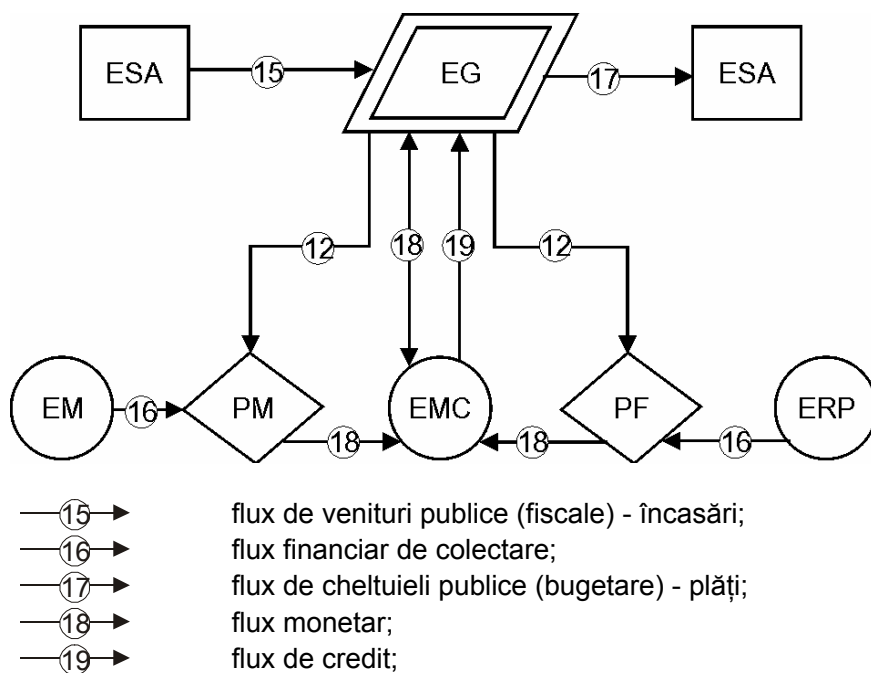 ESA 15 EG 17 ESA
12 18 19 12
EM 16 PM 18 EMC 18 PF 16 ERP
15 flux de venituri publice (fiscale) - încasări;
16 flux financiar de colectare;
17 flux de cheltuieli publice (bugetare) - plăți;
18 flux monetar;
19 flux de credit;